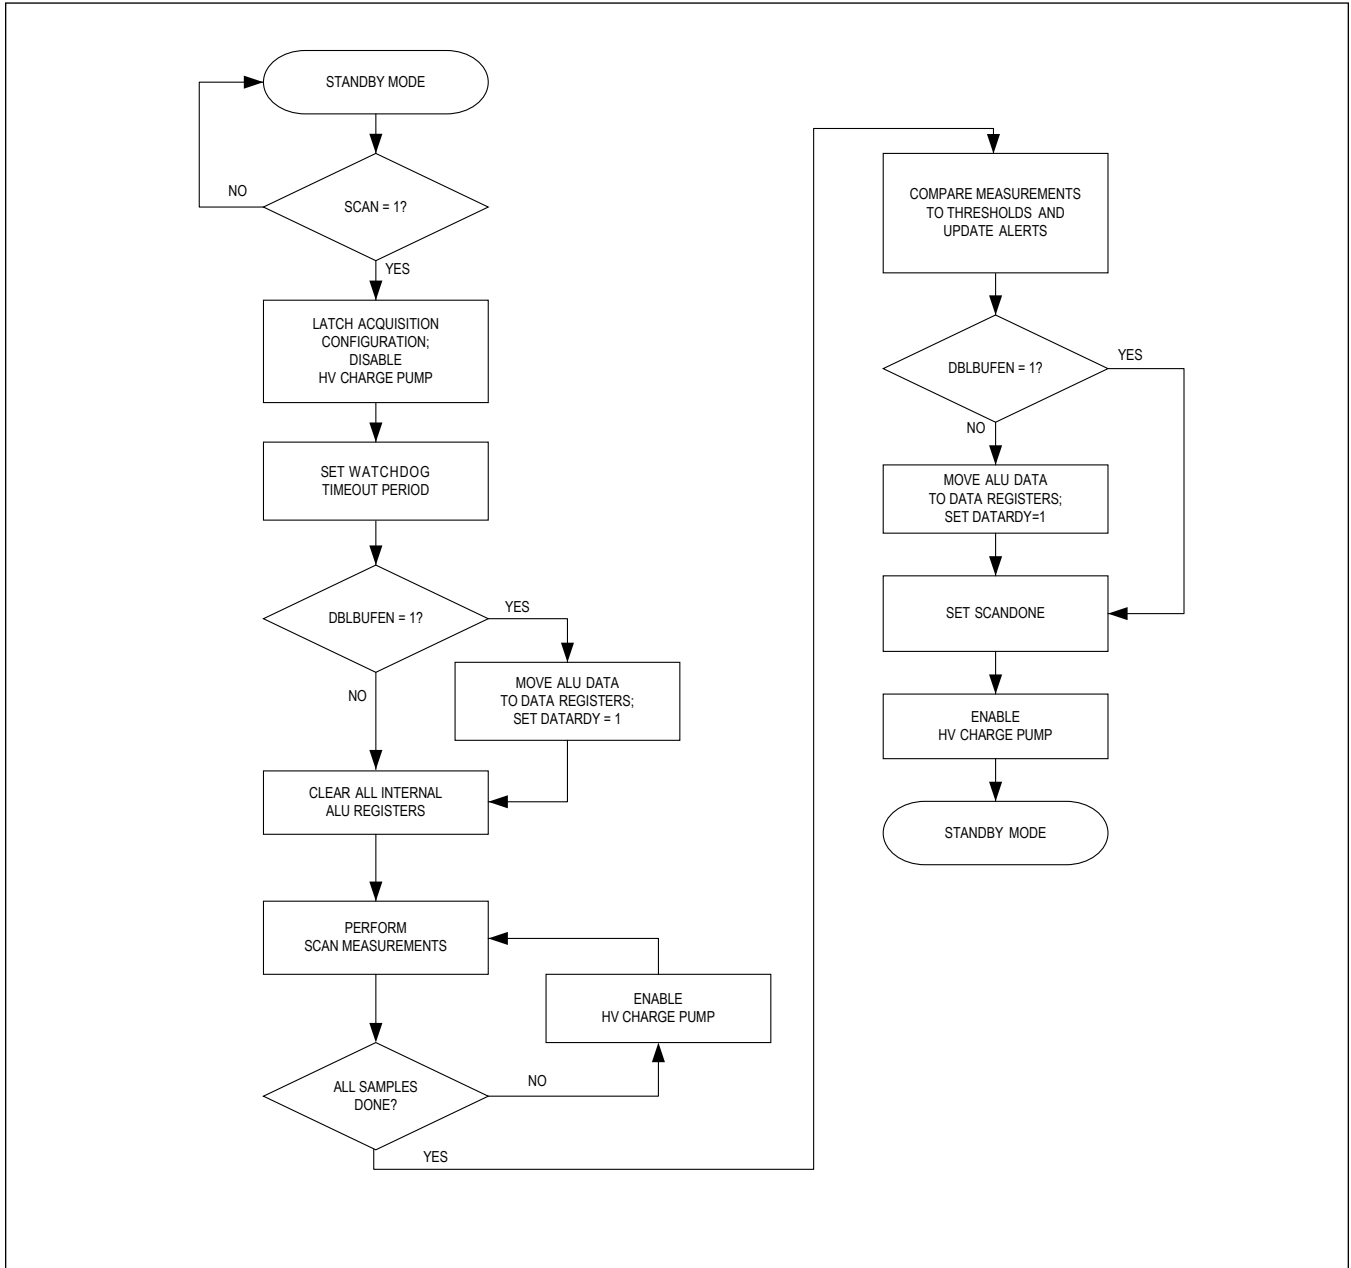 STANDBY MODE
NO
SCAN = 1?
YES
LATCH ACQUISITION
CONFIGURATION;
DISABLE
HV CHARGE PUMP
SET WATCHDOG
TIMEOUT PERIOD
DBLBUFEN = 1?
YES
NO
MOVE ALU DATA
TO DATA REGISTERS;
SET DATARDY = 1
CLEAR ALL INTERNAL
ALU REGISTERS
PERFORM
SCAN MEASUREMENTS
ENABLE
HV CHARGE PUMP
ALL SAMPLES
DONE?
NO
YES
COMPARE MEASUREMENTS
TO THRESHOLDS AND
UPDATE ALERTS
DBLBUFEN = 1?
YES
NO
MOVE ALU DATA
TO DATA REGISTERS;
SET DATARDY=1
SET SCANDONE
ENABLE
HV CHARGE PUMP
STANDBY MODE